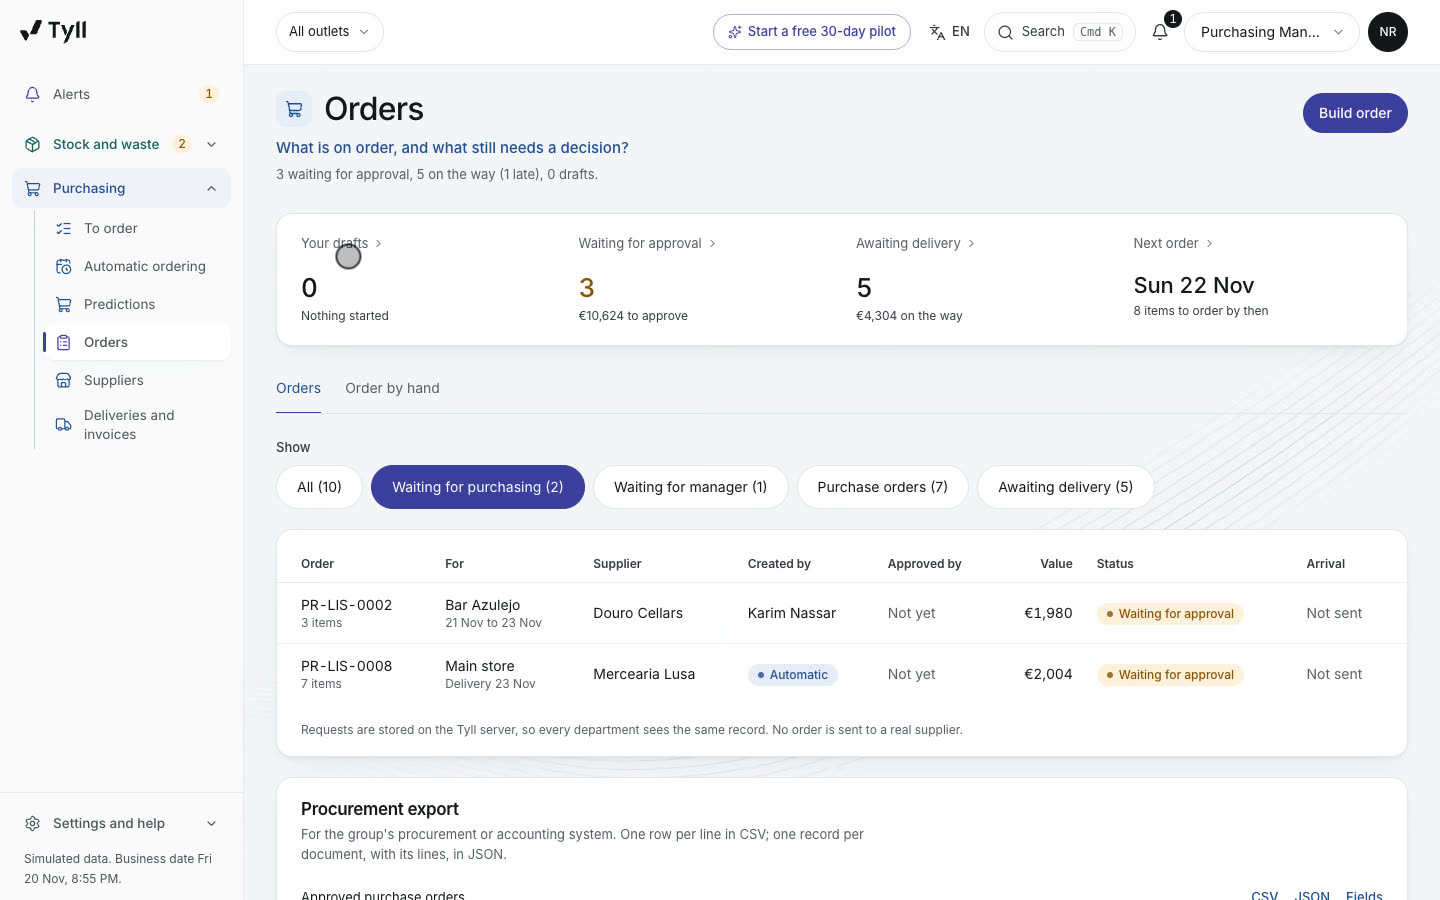 Tyll
All outlets
Start a free 30-day pilot
EN
Search
Cmd K
1
Purchasing Man...
NR
Alerts
1
Stock and waste
2
Purchasing
To order
Automatic ordering
Predictions
Orders
Suppliers
Deliveries and
invoices
Settings and help
Simulated data. Business date Fri
20 Nov, 8:55 PM.
Orders
Build order
What is on order, and what still needs a decision?
3 waiting for approval, 5 on the way (1 late), 0 drafts.
Your drafts
0
Nothing started
Waiting for approval
3
€10,624 to approve
Awaiting delivery
5
€4,304 on the way
Next order
Sun 22 Nov
8 items to order by then
Orders
Order by hand
Show
All (10)
Waiting for purchasing (2)
Waiting for manager (1)
Purchase orders (7)
Awaiting delivery (5)
Order For Supplier Created by Approved by Value Status Arrival
PR-LIS-0002 Bar Azulejo Douro Cellars Karim Nassar Not yet €1,980 Waiting for approval Not sent
3 items 21 Nov to 23 Nov
PR-LIS-0008 Main store Mercearia Lusa Automatic Not yet €2,004 Waiting for approval Not sent
7 items Delivery 23 Nov
Requests are stored on the Tyll server, so every department sees the same record. No order is sent to a real supplier.
Procurement export
For the group's procurement or accounting system. One row per line in CSV; one record per
document, with its lines, in JSON.
Approved purchase orders
CSV JSON Fields